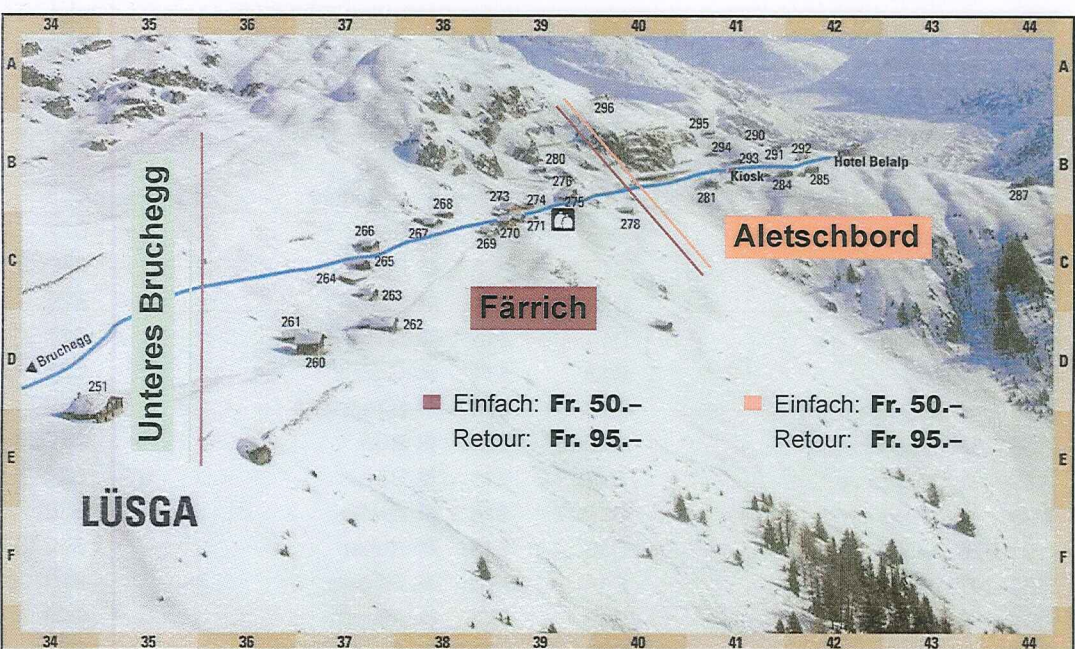 34 35 36 37 38 39 40 41 42 43 44
A A
296
295
290
294
292
B B
280
293
291
Hotel Belalp
Kiosk
276
284
285
281
287
273
274
275
268
278
267
270
271
269
Aletschbord
266
C C
265
264
263
Färrich
262
261
260
Unteres Bruchegg
Bruchegg
D D
251
Einfach: Fr. 50.–
Retour: Fr. 95.–
Einfach: Fr. 50.–
Retour: Fr. 95.–
E E
LÜSGA
F F
34 35 36 37 38 39 40 41 42 43 44